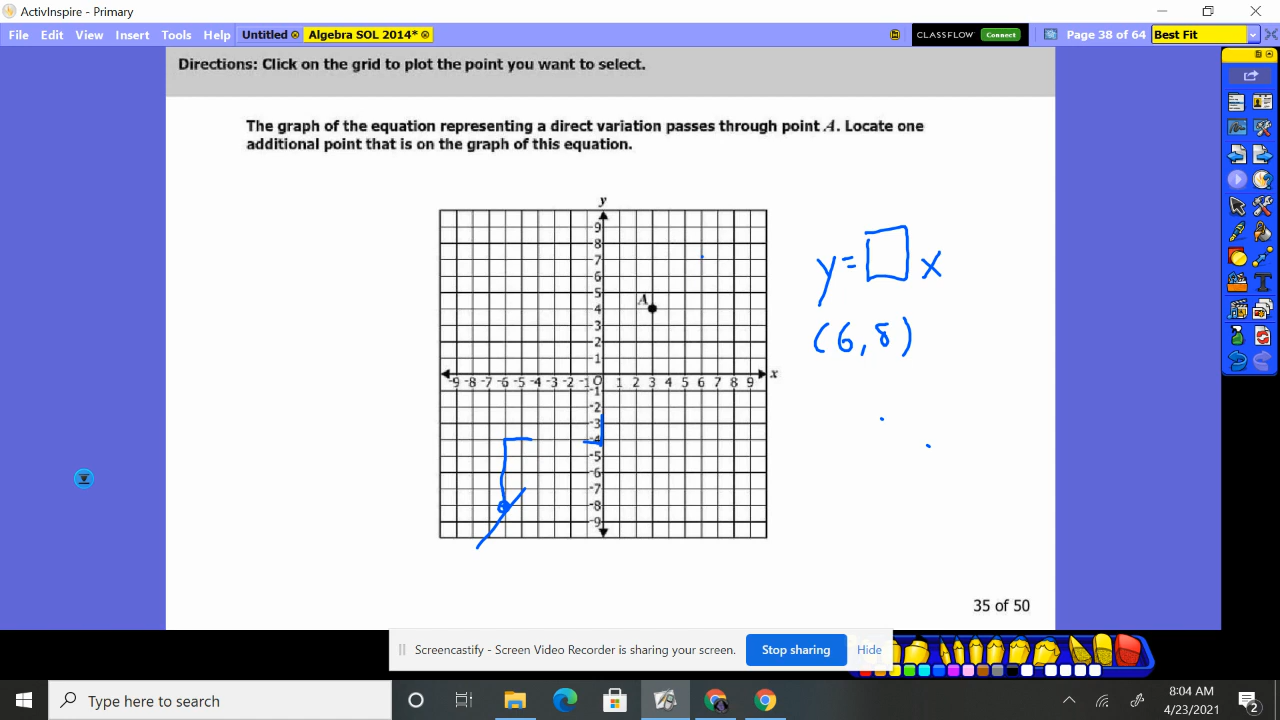 ActivInspire - Primary
File Edit View Insert Tools Help Untitled Algebra SOL 2014* CLASSFLOW Connect Page 38 of 64 Best Fit
Directions: Click on the grid to plot the point you want to select.
The graph of the equation representing a direct variation passes through point A. Locate one
additional point that is on the graph of this equation.
y
9
8
7
6
5
A
4
3
2
1
-9 -8 -7 -6 -5 -4 -3 -2 -1 O 1 2 3 4 5 6 7 8 9 x
-1
-2
-3
-4
-5
-6
-7
-8
-9
y = x
(6,8)
35 of 50
Screencastify - Screen Video Recorder is sharing your screen. Stop sharing Hide
Type here to search
8:04 AM
4/23/2021
2